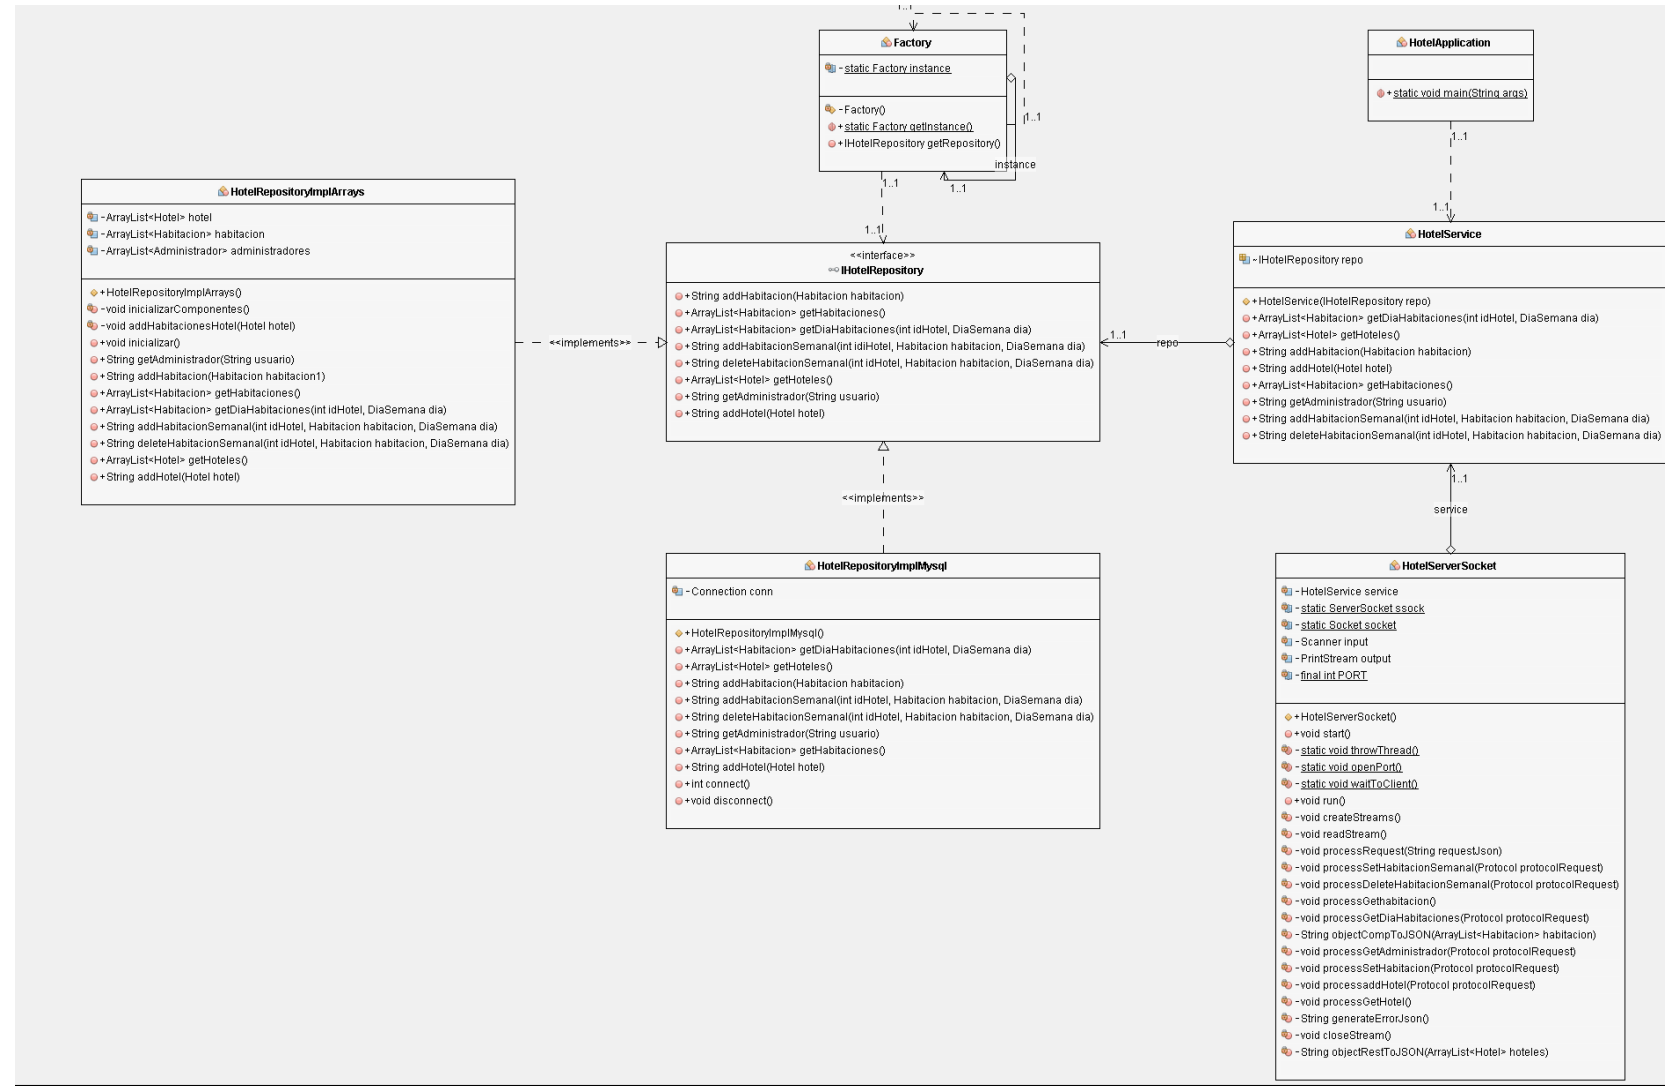 1..1
Factory
- static Factory instance
- Factory()
+ static Factory getInstance()
+ IHotelRepository getRepository()
1..1
instance
1..1
1..1
1..1
HotelApplication
+ static void main(String args)
1..1
1..1
HotelRepositoryImplArrays
- ArrayList<Hotel> hotel
- ArrayList<Habitacion> habitacion
- ArrayList<Administrador> administradores
+ HotelRepositoryImplArrays()
- void inicializarComponentes()
- void addHabitacionesHotel(Hotel hotel)
+ void inicializar()
+ String getAdministrador(String usuario)
+ String addHabitacion(Habitacion habitacion1)
+ ArrayList<Habitacion> getHabitaciones()
+ ArrayList<Habitacion> getDiaHabitaciones(int idHotel, DiaSemana dia)
+ String addHabitacionSemanal(int idHotel, Habitacion habitacion, DiaSemana dia)
+ String deleteHabitacionSemanal(int idHotel, Habitacion habitacion, DiaSemana dia)
+ ArrayList<Hotel> getHoteles()
+ String addHotel(Hotel hotel)
<<implements>>
<<interface>>
IHotelRepository
+ String addHabitacion(Habitacion habitacion)
+ ArrayList<Habitacion> getHabitaciones()
+ ArrayList<Habitacion> getDiaHabitaciones(int idHotel, DiaSemana dia)
+ String addHabitacionSemanal(int idiHotel, Habitacion habitacion, DiaSemana dia)
+ String deleteHabitacionSemanal(int idHotel, Habitacion habitacion, DiaSemana dia)
+ ArrayList<Hotel> getHoteles()
+ String getAdministrador(String usuario)
+ String addHotel(Hotel hotel)
1..1
repo
HotelService
~ IHotelRepository repo
+ HotelService(IHotelRepository repo)
+ ArrayList<Habitacion> getDiaHabitaciones(int idHotel, DiaSemana dia)
+ ArrayList<Hotel> getHoteles()
+ String addHabitacion(Habitacion habitacion)
+ String addHotel(Hotel hotel)
+ ArrayList<Habitacion> getHabitaciones()
+ String getAdministrador(String usuario)
+ String addHabitacionSemanal(int idHotel, Habitacion habitacion, DiaSemana dia)
+ String deleteHabitacionSemanal(int idHotel, Habitacion habitacion, DiaSemana dia)
1..1
service
<<implements>>
HotelRepositoryImplMysql
- Connection conn
+ HotelRepositoryImplMysql()
+ ArrayList<Habitacion> getDiaHabitaciones(int idHotel, DiaSemana dia)
+ ArrayList<Hotel> getHoteles()
+ String addHabitacion(Habitacion habitacion)
+ String addHabitacionSemanal(int idHotel, Habitacion habitacion, DiaSemana dia)
+ String deleteHabitacionSemanal(int idHotel, Habitacion habitacion, DiaSemana dia)
+ String getAdministrador(String usuario)
+ ArrayList<Habitacion> getHabitaciones()
+ String addHotel(Hotel hotel)
+ int connect()
+ void disconnect()
HotelServerSocket
- HotelService service
- static ServerSocket ssock
- static Socket socket
- Scanner input
- PrintStream output
- final int PORT
+ HotelServerSocket()
+ void start()
- static void throwThread()
- static void openPort()
- static void waitToClient()
+ void run()
- void createStreams()
- void readStream()
- void processRequest(String requestJson)
- void processSetHabitacionSemanal(Protocol protocolRequest)
- void processDeleteHabitacionSemanal(Protocol protocolRequest)
- void processGethabitacion()
- void processGetDiaHabitaciones(Protocol protocolRequest)
- String objectCompToJSON(ArrayList<Habitacion> habitacion)
- void processGetAdministrador(Protocol protocolRequest)
- void processSetHabitacion(Protocol protocolRequest)
- void processaddHotel(Protocol protocolRequest)
- void processGetHotel()
- String generateErrorJson()
- void closeStream()
- String objectRestToJSON(ArrayList<Hotel> hoteles)